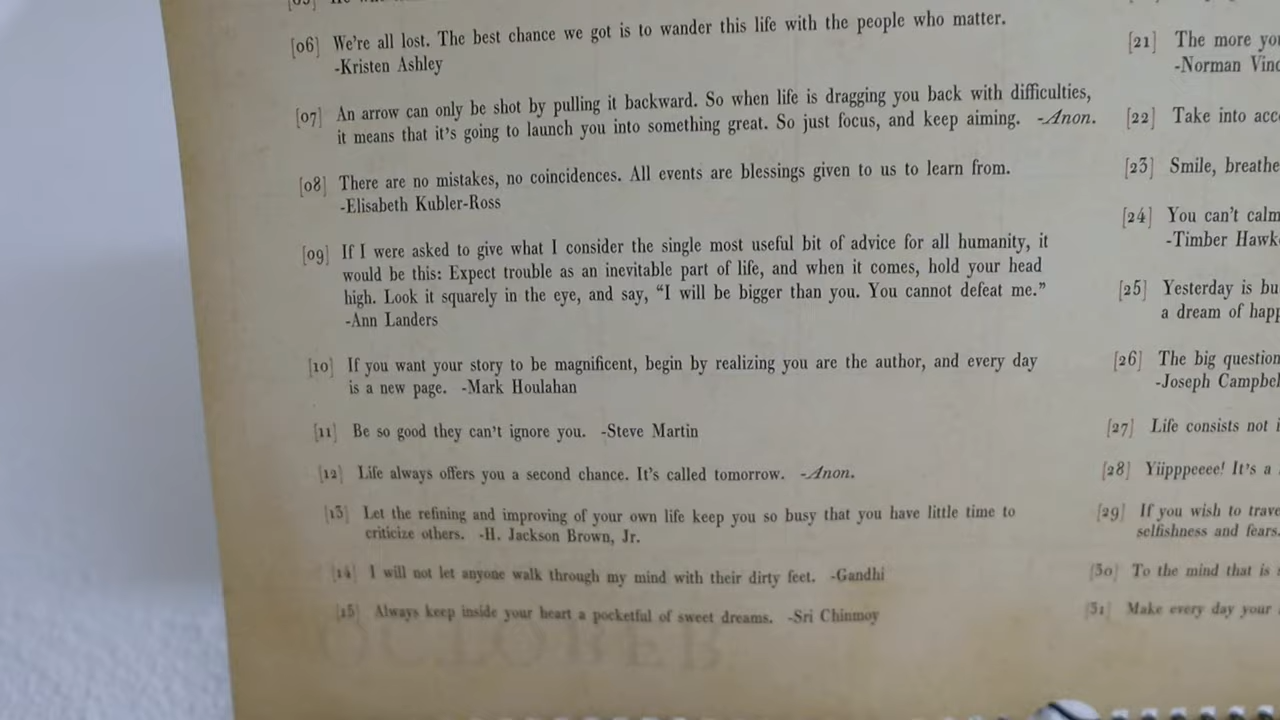 [06] We're all lost. The best chance we got is to wander this life with the people who matter.
-Kristen Ashley
[07] An arrow can only be shot by pulling it backward. So when life is dragging you back with difficulties,
it means that it's going to launch you into something great. So just focus, and keep aiming. -Anon.
[08] There are no mistakes, no coincidences. All events are blessings given to us to learn from.
-Elisabeth Kubler-Ross
[09] If I were asked to give what I consider the single most useful bit of advice for all humanity, it
would be this: Expect trouble as an inevitable part of life, and when it comes, hold your head
high. Look it squarely in the eye, and say, “I will be bigger than you. You cannot defeat me.”
-Ann Landers
[10] If you want your story to be magnificent, begin by realizing you are the author, and every day
is a new page. -Mark Houlahan
[11] Be so good they can't ignore you. -Steve Martin
[12] Life always offers you a second chance. It's called tomorrow. -Anon.
[13] Let the refining and improving of your own life keep you so busy that you have little time to
criticize others. -H. Jackson Brown, Jr.
[14] I will not let anyone walk through my mind with their dirty feet. -Gandhi
[15] Always keep inside your heart a pocketful of sweet dreams. -Sri Chinmoy
OCTOBER
[21] The more
-Norman
[22] Take into
[23] Smile, breathe
[24] You can't calm
-Timber
[25] Yesterday is
a dream of
[26] The big question
-Joseph
[27] Life consists not
[28] Yiipppeeee! It's a
[29] If you wish to
selfishness and fears.
[30] To the mind that is
[31] Make every day your